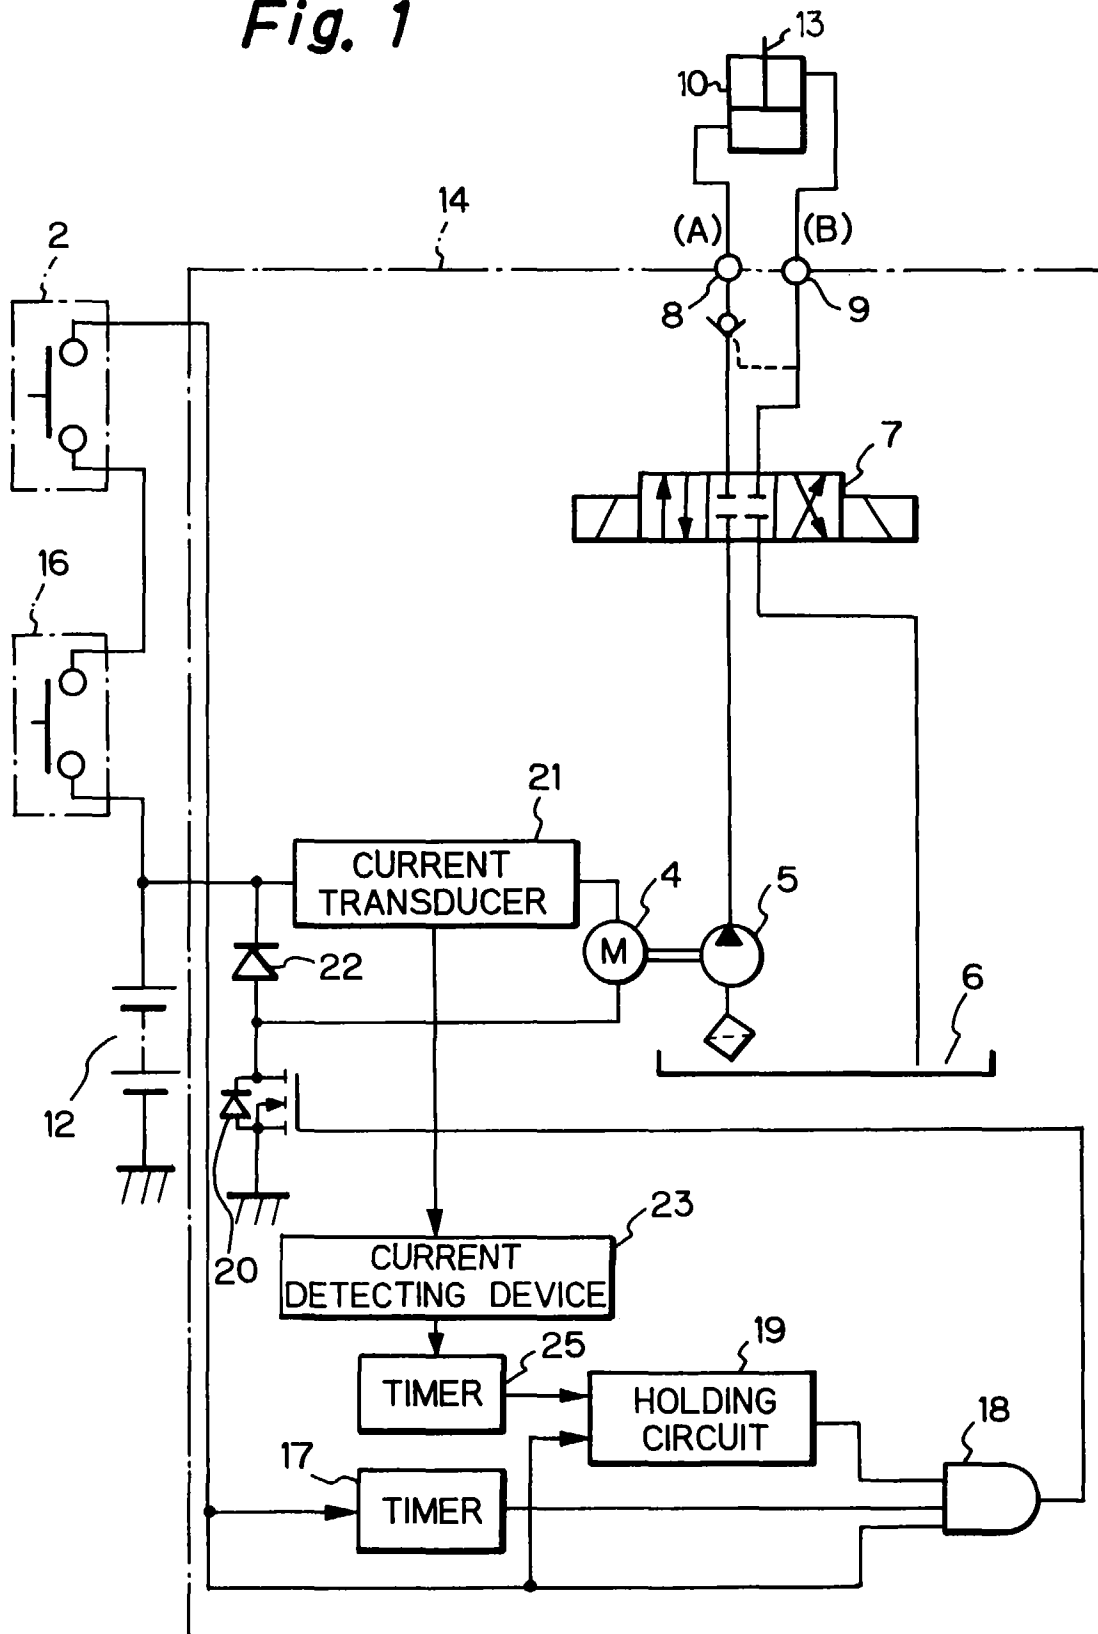 Fig. 1
13
10
14
(A)
(B)
2
8
9
7
16
21
CURRENT
TRANSDUCER
4
5
M
22
6
12
20
23
CURRENT
DETECTING DEVICE
25
19
TIMER
HOLDING
CIRCUIT
18
17
TIMER